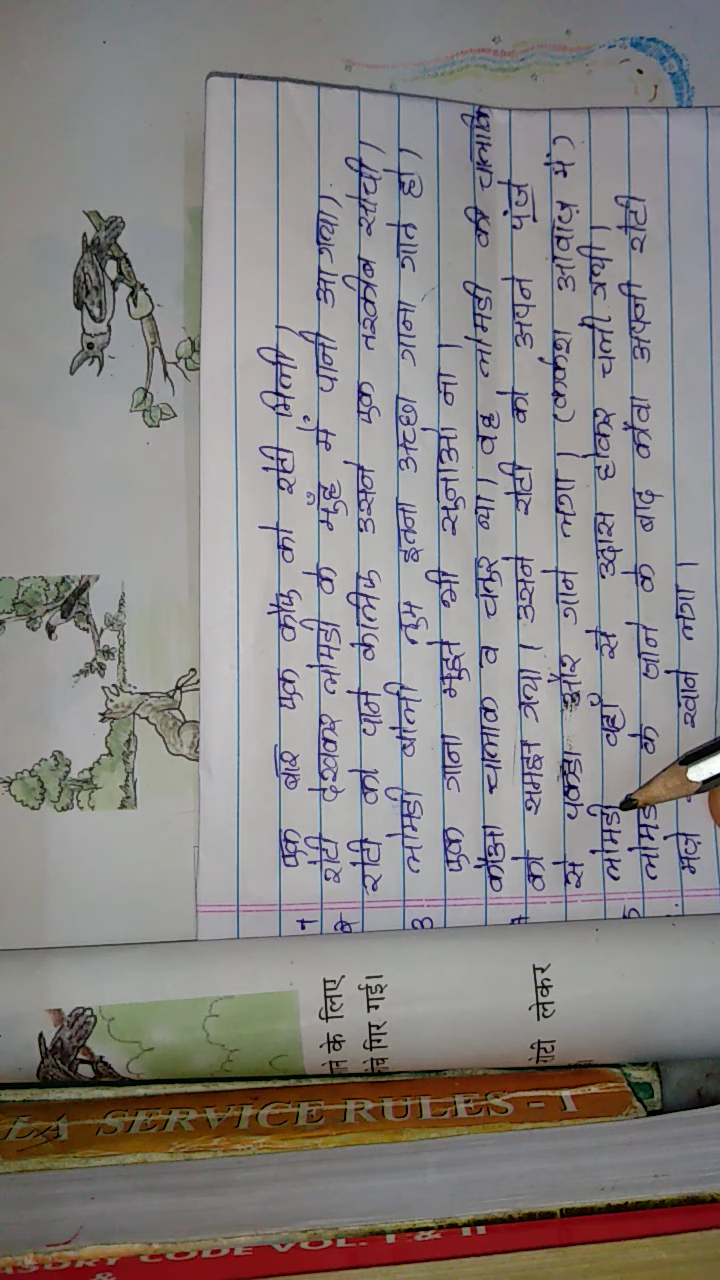 1 एक बार एक कौए को रोटी मिली।
2 रोटी देखकर लोमडी के मुँह में पानी आ गया।
रोटी को पाने केलीए उसने एक तरकीब सोची।
3 लोमडी बोली तुम इतना अच्छा गाना गाते हो।
एक गाना मुझे भी सुनाओ ना।
कौआ चालाक व चतुर था। वह लोमडी की चालाकि
4 को समझ गया। उसने रोटी को अपने पंजे
से पकडा और गाने लगा। (कर्कश आवाज़ में)
लोमडी वहाँ से उदास होकर चली गयी।
5 लोमडी के जाने के बाद कौवा अपनी रोटी
मज़े खाने लगा।
ने के लिए
चे गिर गई।
रोटी लेकर
LA SERVICE RULES - I
CODE VOL. I & II
&